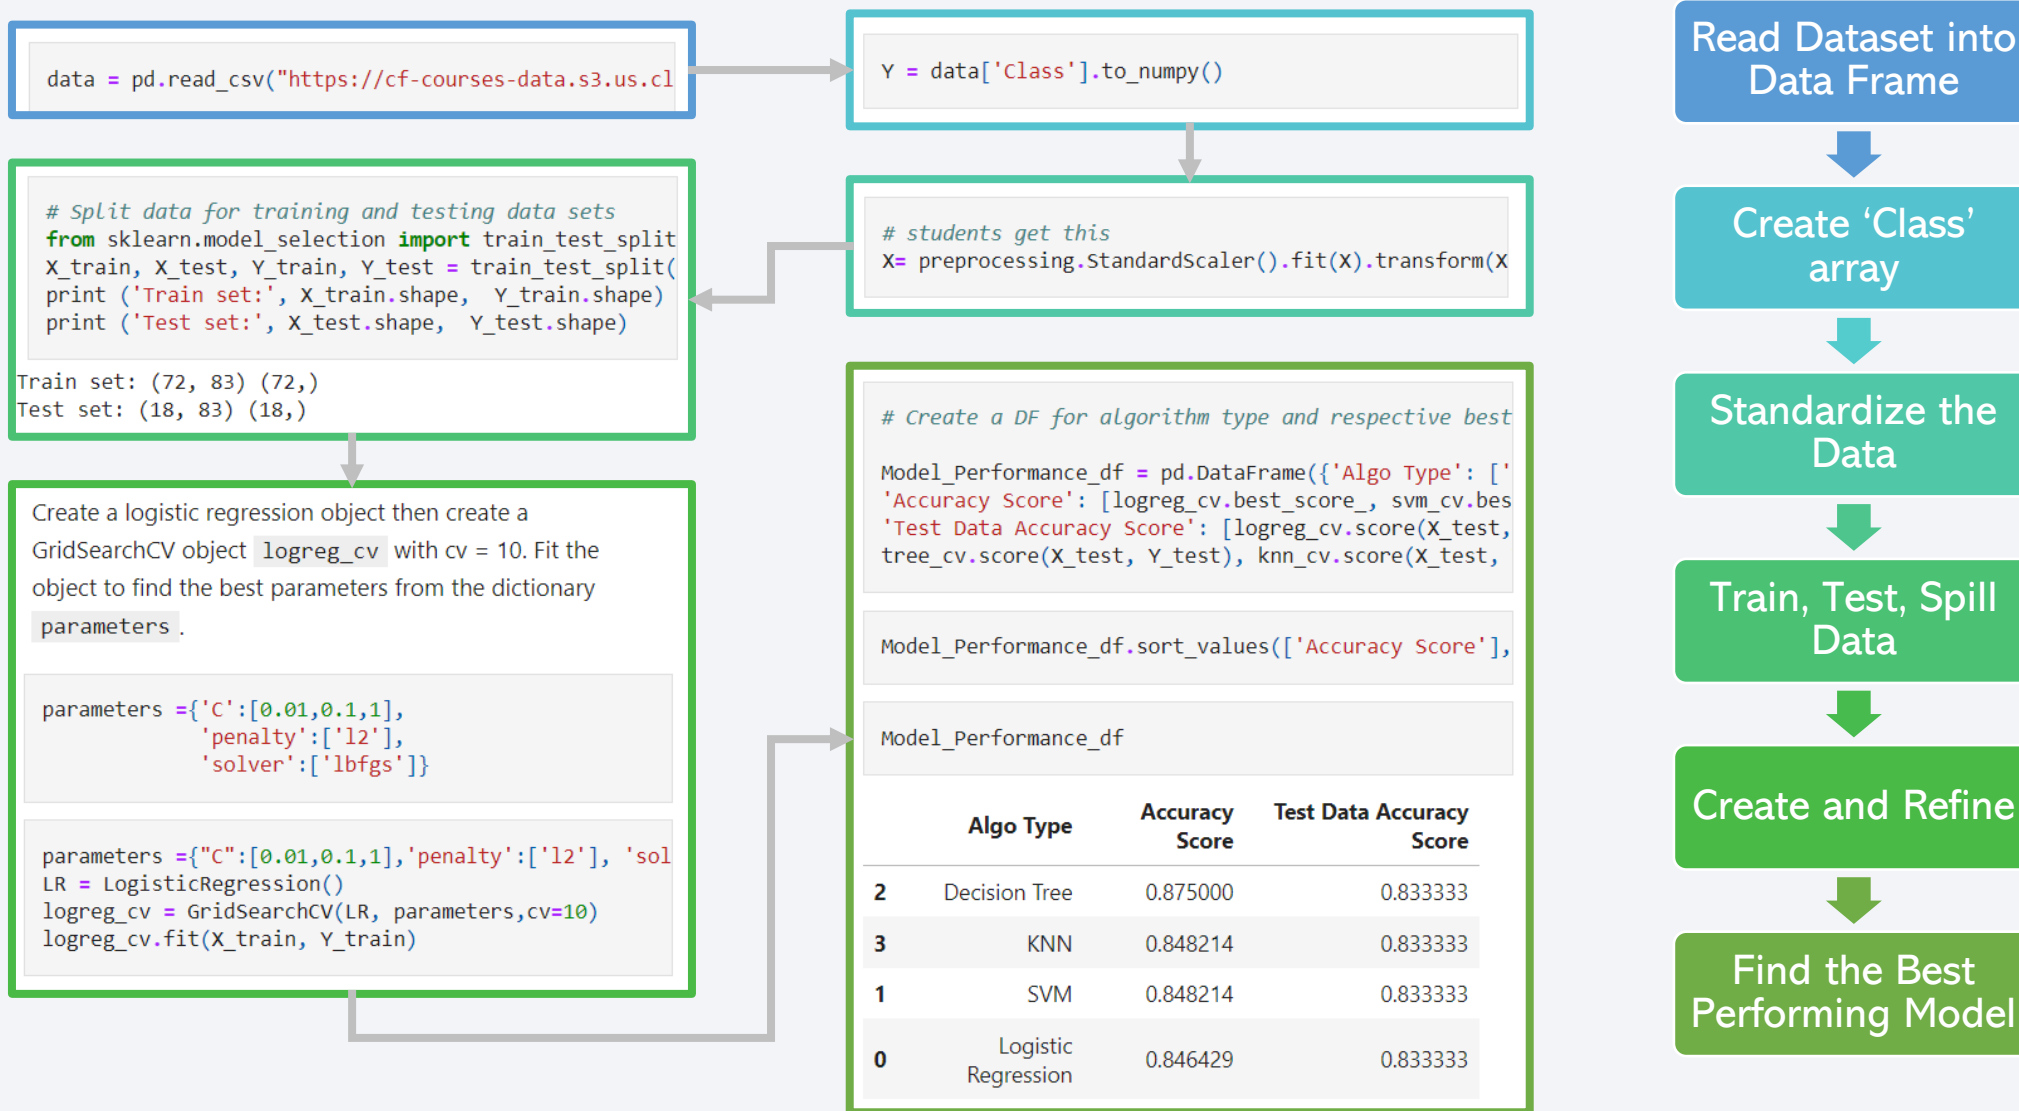 data = pd.read_csv("https://cf-courses-data.s3.us.cl
Y = data['Class'].to_numpy()
# students get this
X= preprocessing.StandardScaler().fit(X).transform(X
# Split data for training and testing data sets
from sklearn.model_selection import train_test_split
X_train, X_test, Y_train, Y_test = train_test_split(
print ('Train set:', X_train.shape,  Y_train.shape)
print ('Test set:', X_test.shape,  Y_test.shape)
Train set: (72, 83) (72,)
Test set: (18, 83) (18,)
Create a logistic regression object then create a
GridSearchCV object logreg_cv with cv = 10. Fit the
object to find the best parameters from the dictionary
parameters .
parameters ={'C':[0.01,0.1,1],
'penalty':['l2'],
'solver':['lbfgs']}
parameters ={"C":[0.01,0.1,1],'penalty':['l2'], 'sol
LR = LogisticRegression()
logreg_cv = GridSearchCV(LR, parameters,cv=10)
logreg_cv.fit(X_train, Y_train)
# Create a DF for algorithm type and respective best
Model_Performance_df = pd.DataFrame({'Algo Type': ['
'Accuracy Score': [logreg_cv.best_score_, svm_cv.bes
'Test Data Accuracy Score': [logreg_cv.score(X_test,
tree_cv.score(X_test, Y_test), knn_cv.score(X_test,
Model_Performance_df.sort_values(['Accuracy Score'],
Model_Performance_df
Algo Type Accuracy Score Test Data Accuracy Score
2 Decision Tree 0.875000 0.833333
3 KNN 0.848214 0.833333
1 SVM 0.848214 0.833333
0 Logistic Regression 0.846429 0.833333
Read Dataset into
Data Frame
Create ‘Class’
array
Standardize the
Data
Train, Test, Spill
Data
Create and Refine
Find the Best
Performing Model